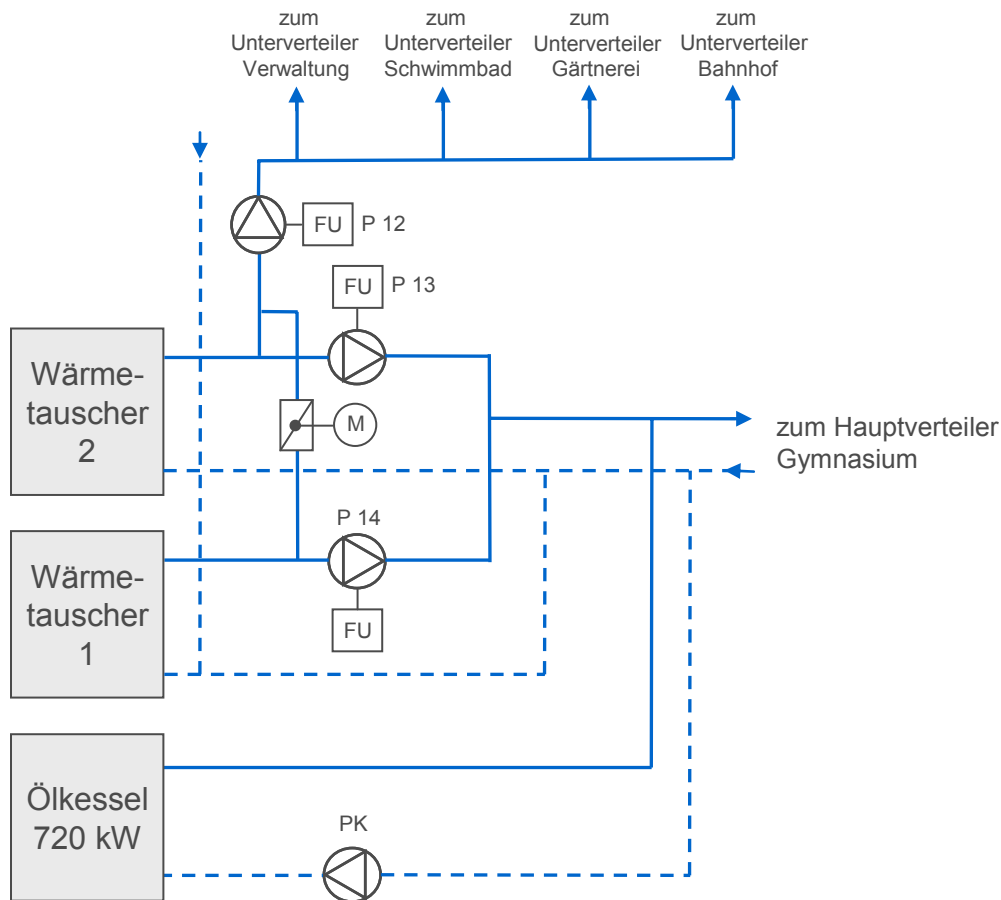 zum
Unterverteiler
Verwaltung
zum
Unterverteiler
Schwimmbad
zum
Unterverteiler
Gärtnerei
zum
Unterverteiler
Bahnhof
FU
P 12
FU
P 13
Wärme-
tauscher
2
M
zum Hauptverteiler
Gymnasium
P 14
Wärme-
tauscher
1
FU
Ölkessel
720 kW
PK